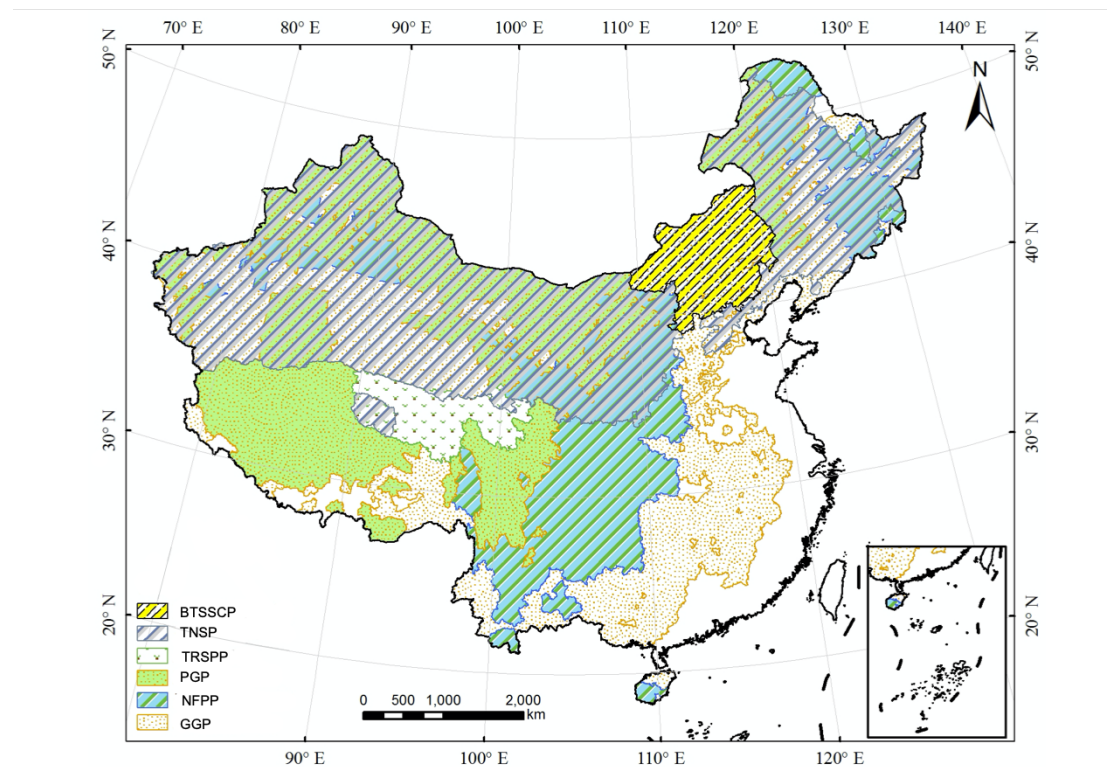 70° E 80° E 90° E 100° E 110° E 120° E 130° E 140° E
50° N 50° N
N
40° N 40° N
30° N 30° N
20° N 20° N
BTSSCP
TNSP
TRSPP
PGP
NFPP
GGP
0 500 1,000 2,000
km
90° E 100° E 110° E 120° E